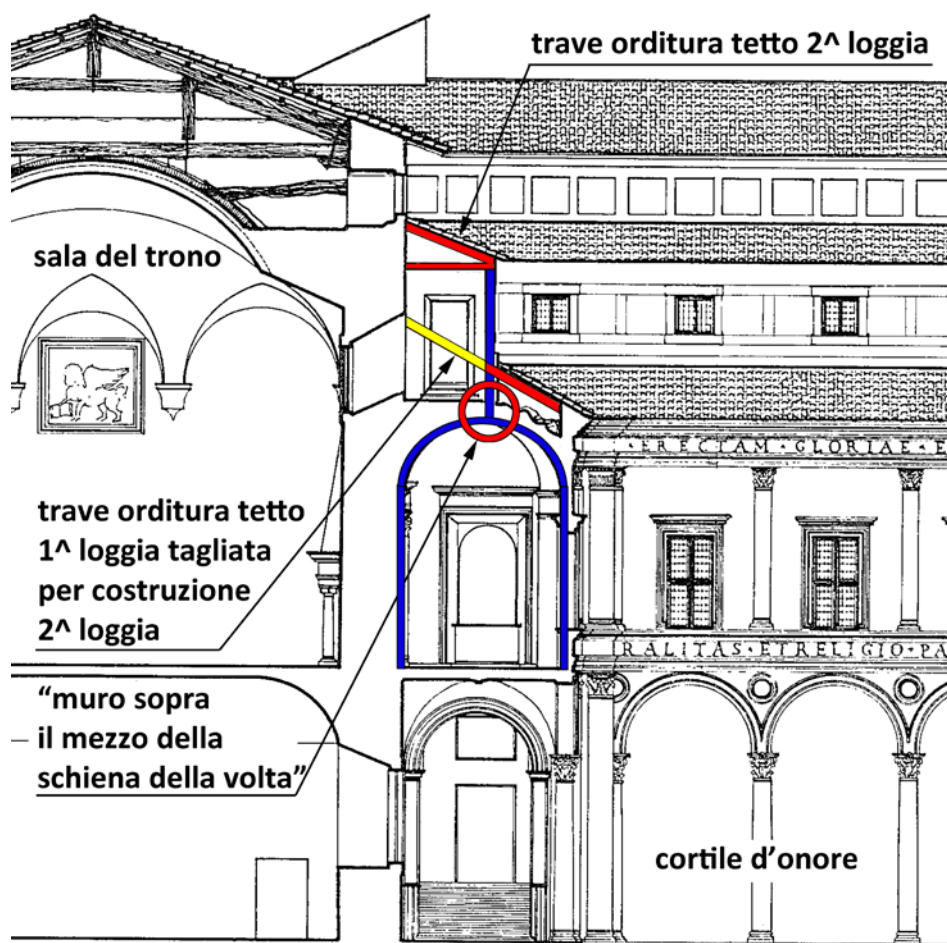 trave orditura tetto 2^ loggia
sala del trono
trave orditura tetto
1^ loggia tagliata
per costruzione
2^ loggia
ERECTAM · GLORIAE · E
RALITAS · ET RELIGIO · PA
“muro sopra
il mezzo della
schiena della volta”
cortile d’onore